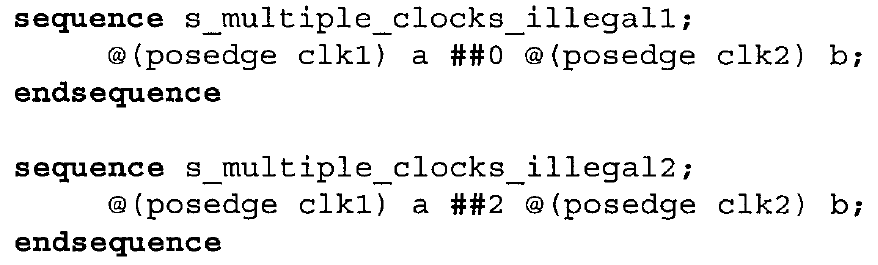 sequence s_multiple_clocks_illegal1;
@(posedge clk1) a ##0 @(posedge clk2) b;
endsequence
sequence s_multiple_clocks_illegal2;
@(posedge clk1) a ##2 @(posedge clk2) b;
endsequence